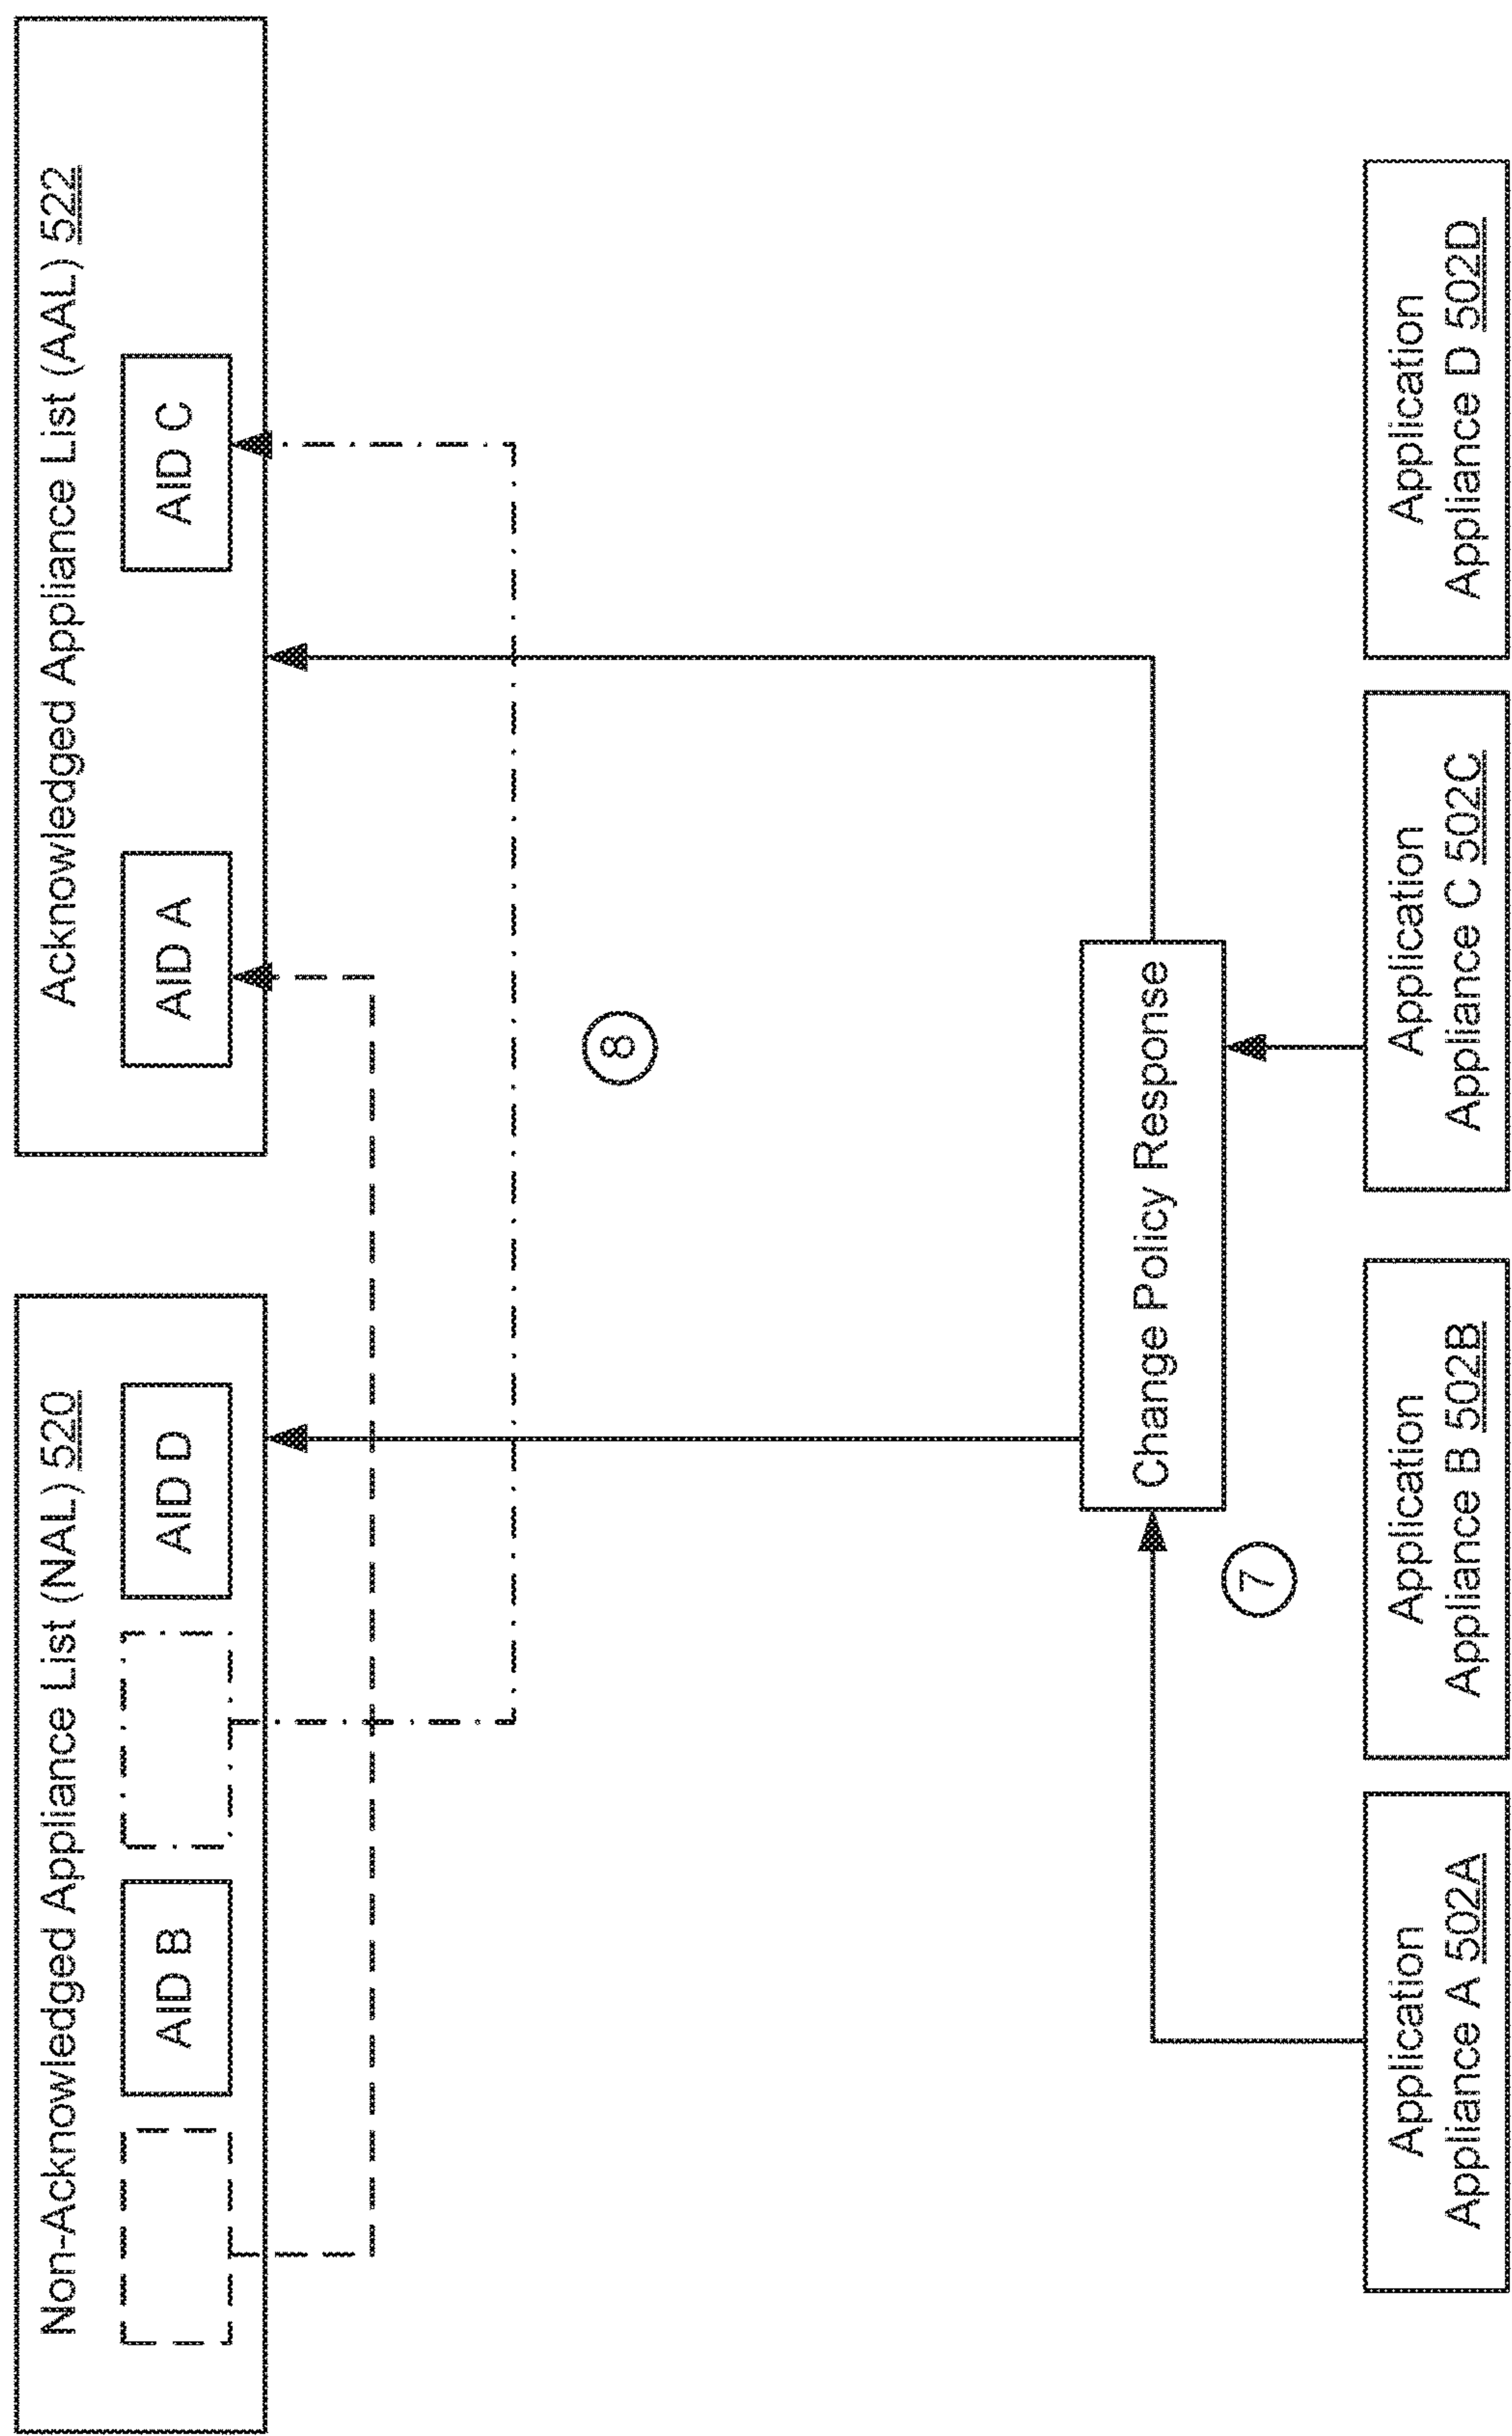 Non-Acknowledged Appliance List (NAL) 520
AID B
AID D
Acknowledged Appliance List (AAL) 522
AID A
AID C
8
Change Policy Response
7
Application
Appliance A 502A
Application
Appliance B 502B
Application
Appliance C 502C
Application
Appliance D 502D